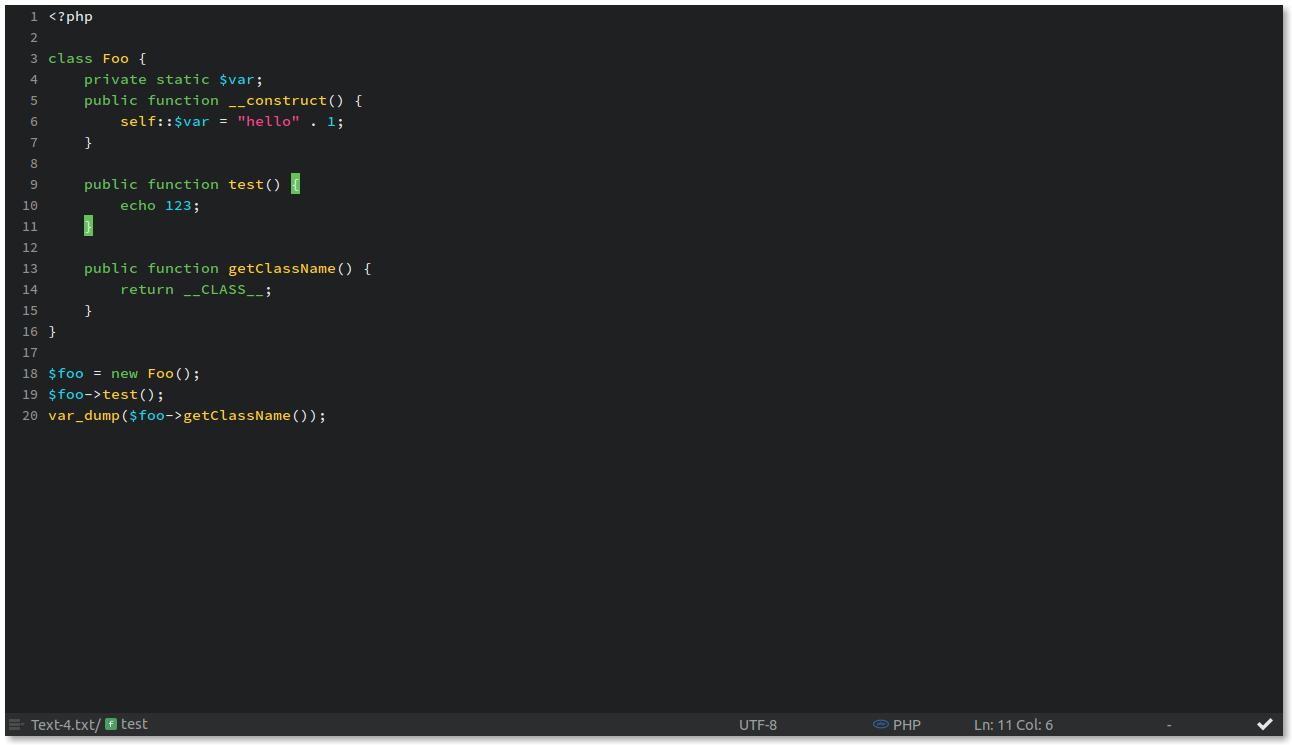 1 <?php
2
3 class Foo {
4     private static $var;
5     public function __construct() {
6         self::$var = "hello" . 1;
7     }
8
9     public function test() {
10         echo 123;
11     }
12
13     public function getClassName() {
14         return __CLASS__;
15     }
16 }
17
18 $foo = new Foo();
19 $foo->test();
20 var_dump($foo->getClassName());
Text-4.txt/ f test UTF-8 php PHP Ln: 11 Col: 6 -